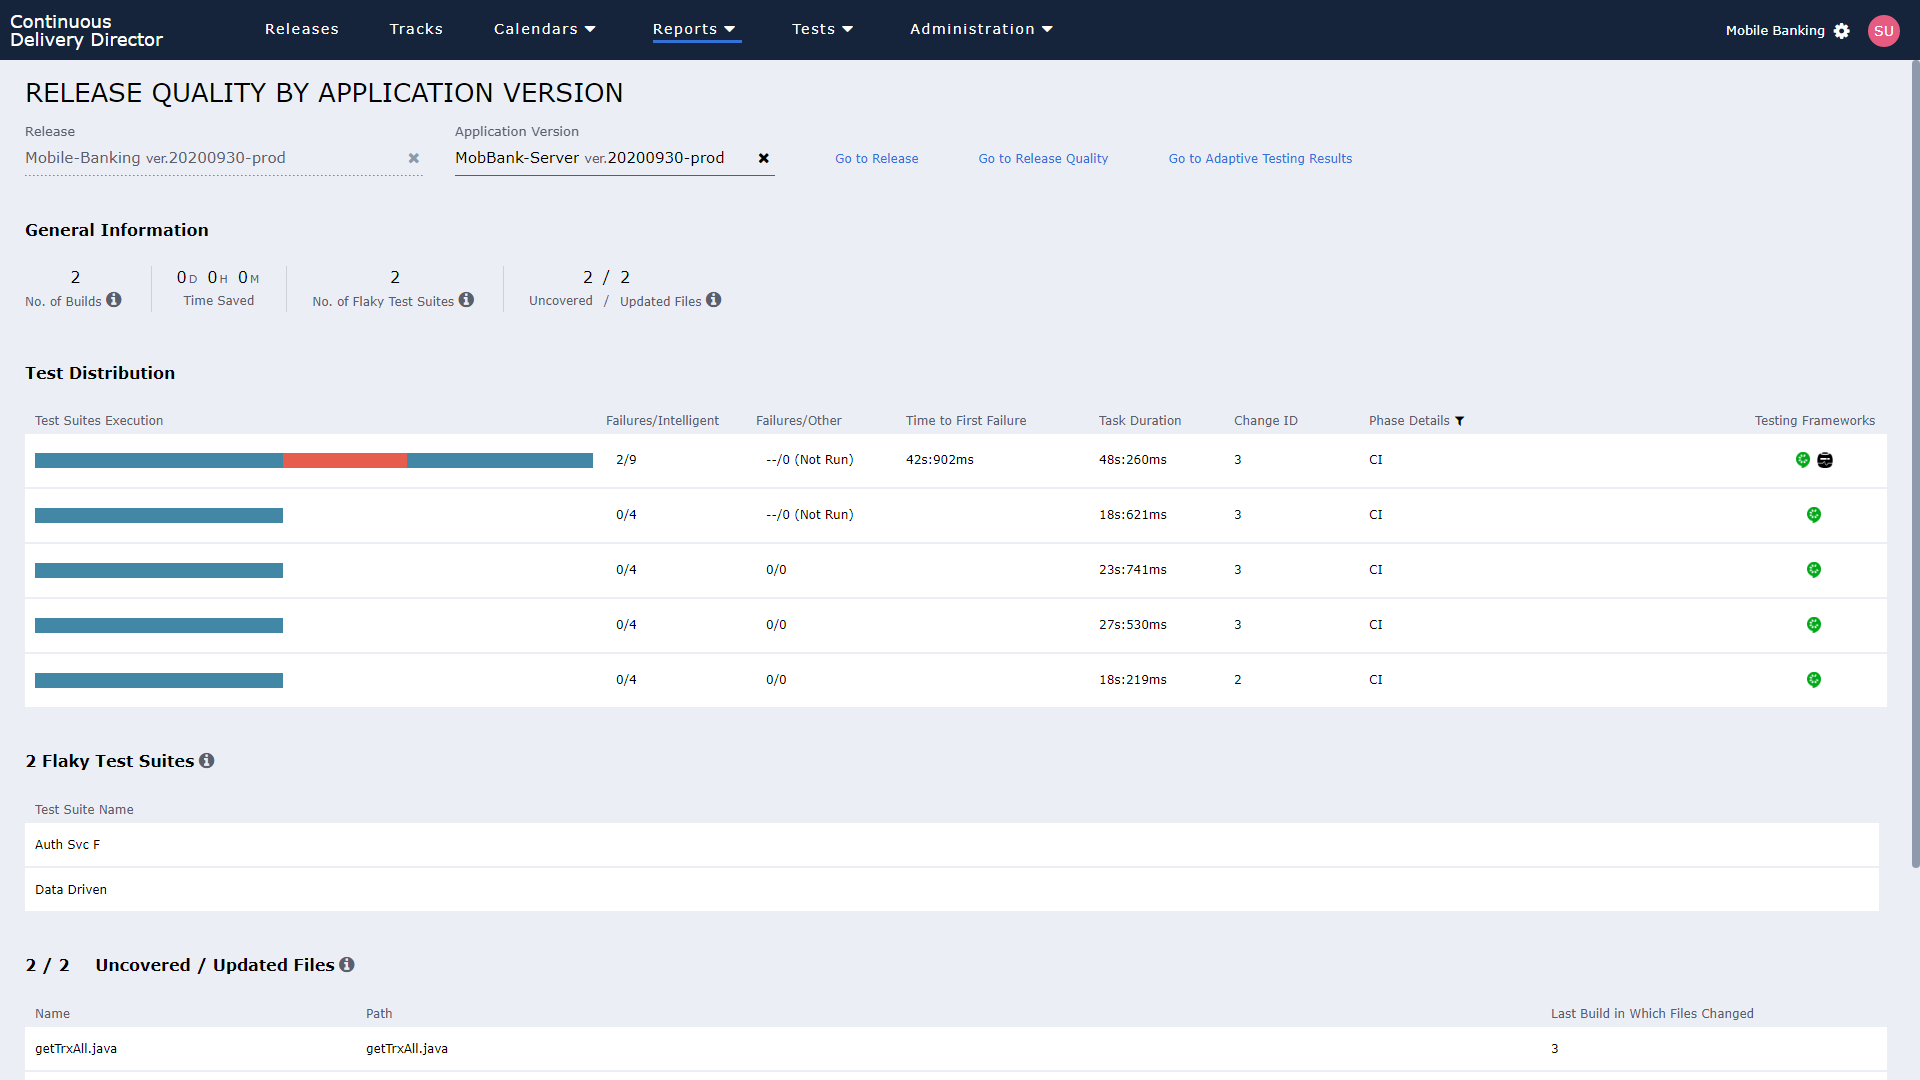 Continuous
Delivery Director
Releases Tracks Calendars Reports Tests Administration Mobile Banking SU
RELEASE QUALITY BY APPLICATION VERSION
Release Application Version
Mobile-Banking ver.20200930-prod MobBank-Server ver.20200930-prod Go to Release Go to Release Quality Go to Adaptive Testing Results
General Information
2 0D 0H 0M 2 2 / 2
No. of Builds Time Saved No. of Flaky Test Suites Uncovered / Updated Files
Test Distribution
Test Suites Execution Failures/Intelligent Failures/Other Time to First Failure Task Duration Change ID Phase Details Testing Frameworks
2/9 --/0 (Not Run) 42s:902ms 48s:260ms 3 CI
0/4 --/0 (Not Run) 18s:621ms 3 CI
0/4 0/0 23s:741ms 3 CI
0/4 0/0 27s:530ms 3 CI
0/4 0/0 18s:219ms 2 CI
2 Flaky Test Suites
Test Suite Name
Auth Svc F
Data Driven
2 / 2 Uncovered / Updated Files
Name Path Last Build in Which Files Changed
getTrxAll.java getTrxAll.java 3